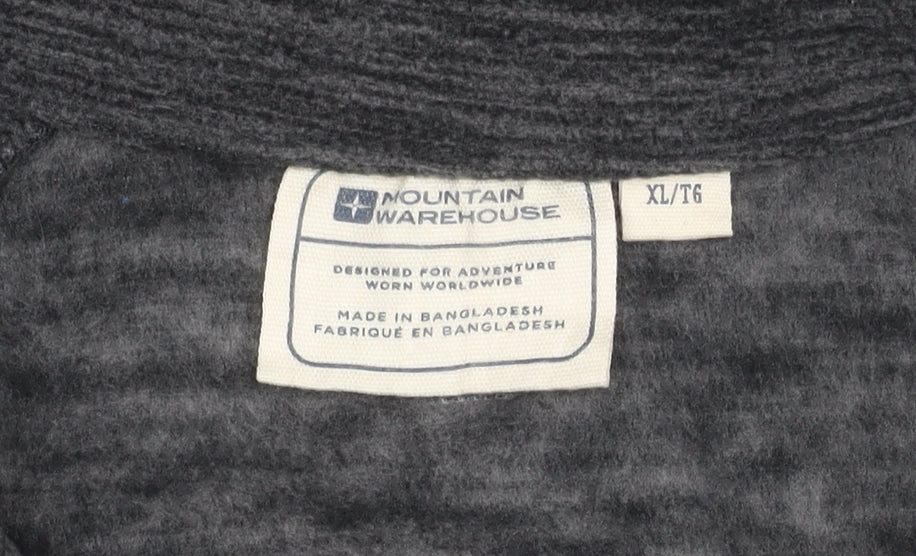 MOUNTAIN
WAREHOUSE
DESIGNED FOR ADVENTURE
WORN WORLDWIDE
MADE IN BANGLADESH
FABRIQUÉ EN BANGLADESH
XL/T6